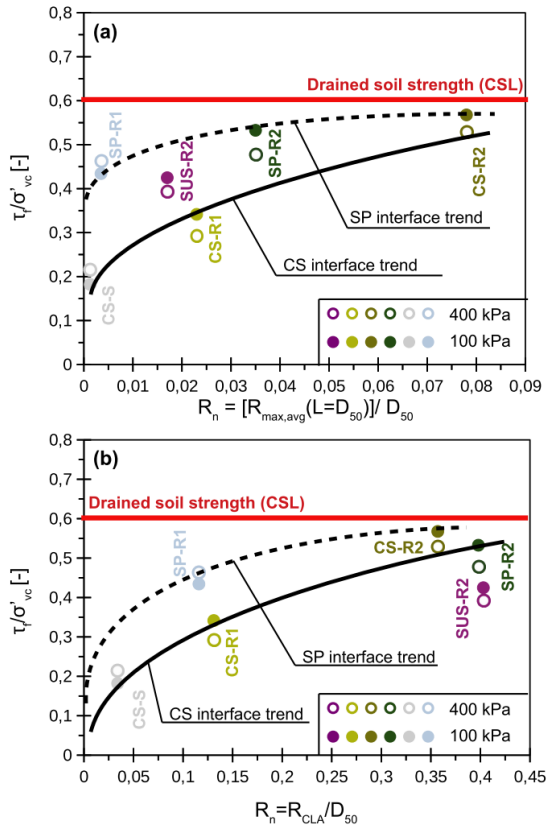 (a)
Drained soil strength (CSL)
SP-R1
SUS-R2
SP-R2
CS-R2
CS-R1
CS-S
SP interface trend
CS interface trend
400 kPa
100 kPa
0,8
0,7
0,6
0,5
0,4
0,3
0,2
0,1
0
τf/σ'vc [-]
0 0,01 0,02 0,03 0,04 0,05 0,06 0,07 0,08 0,09
Rn = [Rmax,avg(L=D50)]/ D50
(b)
Drained soil strength (CSL)
SP-R1
CS-R2
SP-R2
SUS-R2
CS-R1
CS-S
SP interface trend
CS interface trend
400 kPa
100 kPa
0,8
0,7
0,6
0,5
0,4
0,3
0,2
0,1
0
τf/σ'vc [-]
0 0,05 0,1 0,15 0,2 0,25 0,3 0,35 0,4 0,45
Rn=RCLA/D50